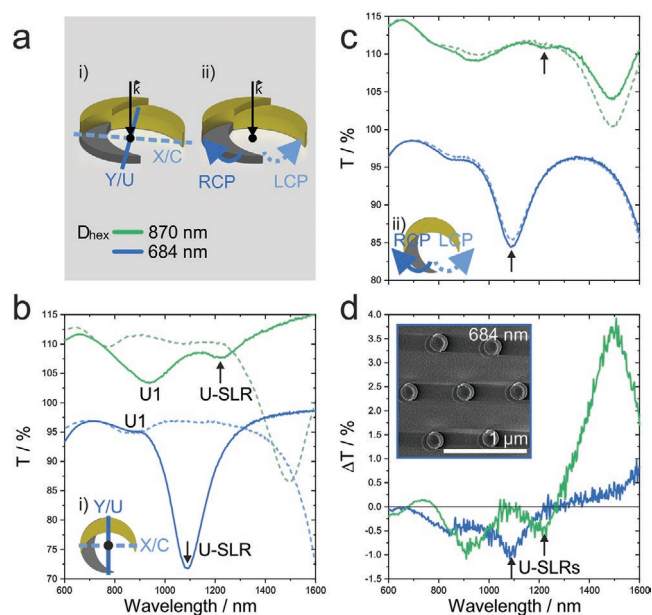 a
i)
ii)
k
k
X/C
Y/U
RCP
LCP
Dhex
870 nm
684 nm
b
115
110
105
100
95
90
85
80
75
70
T / %
U1
U-SLR
U1
U-SLR
i)
Y/U
X/C
600 800 1000 1200 1400 1600
Wavelength / nm
c
115
110
105
100
95
90
85
80
T / %
ii)
RCP
LCP
d
4.0
3.5
3.0
2.5
2.0
1.5
1.0
0.5
0.0
-0.5
-1.0
-1.5
ΔT / %
684 nm
1 μm
U-SLRs
600 800 1000 1200 1400 1600
Wavelength / nm